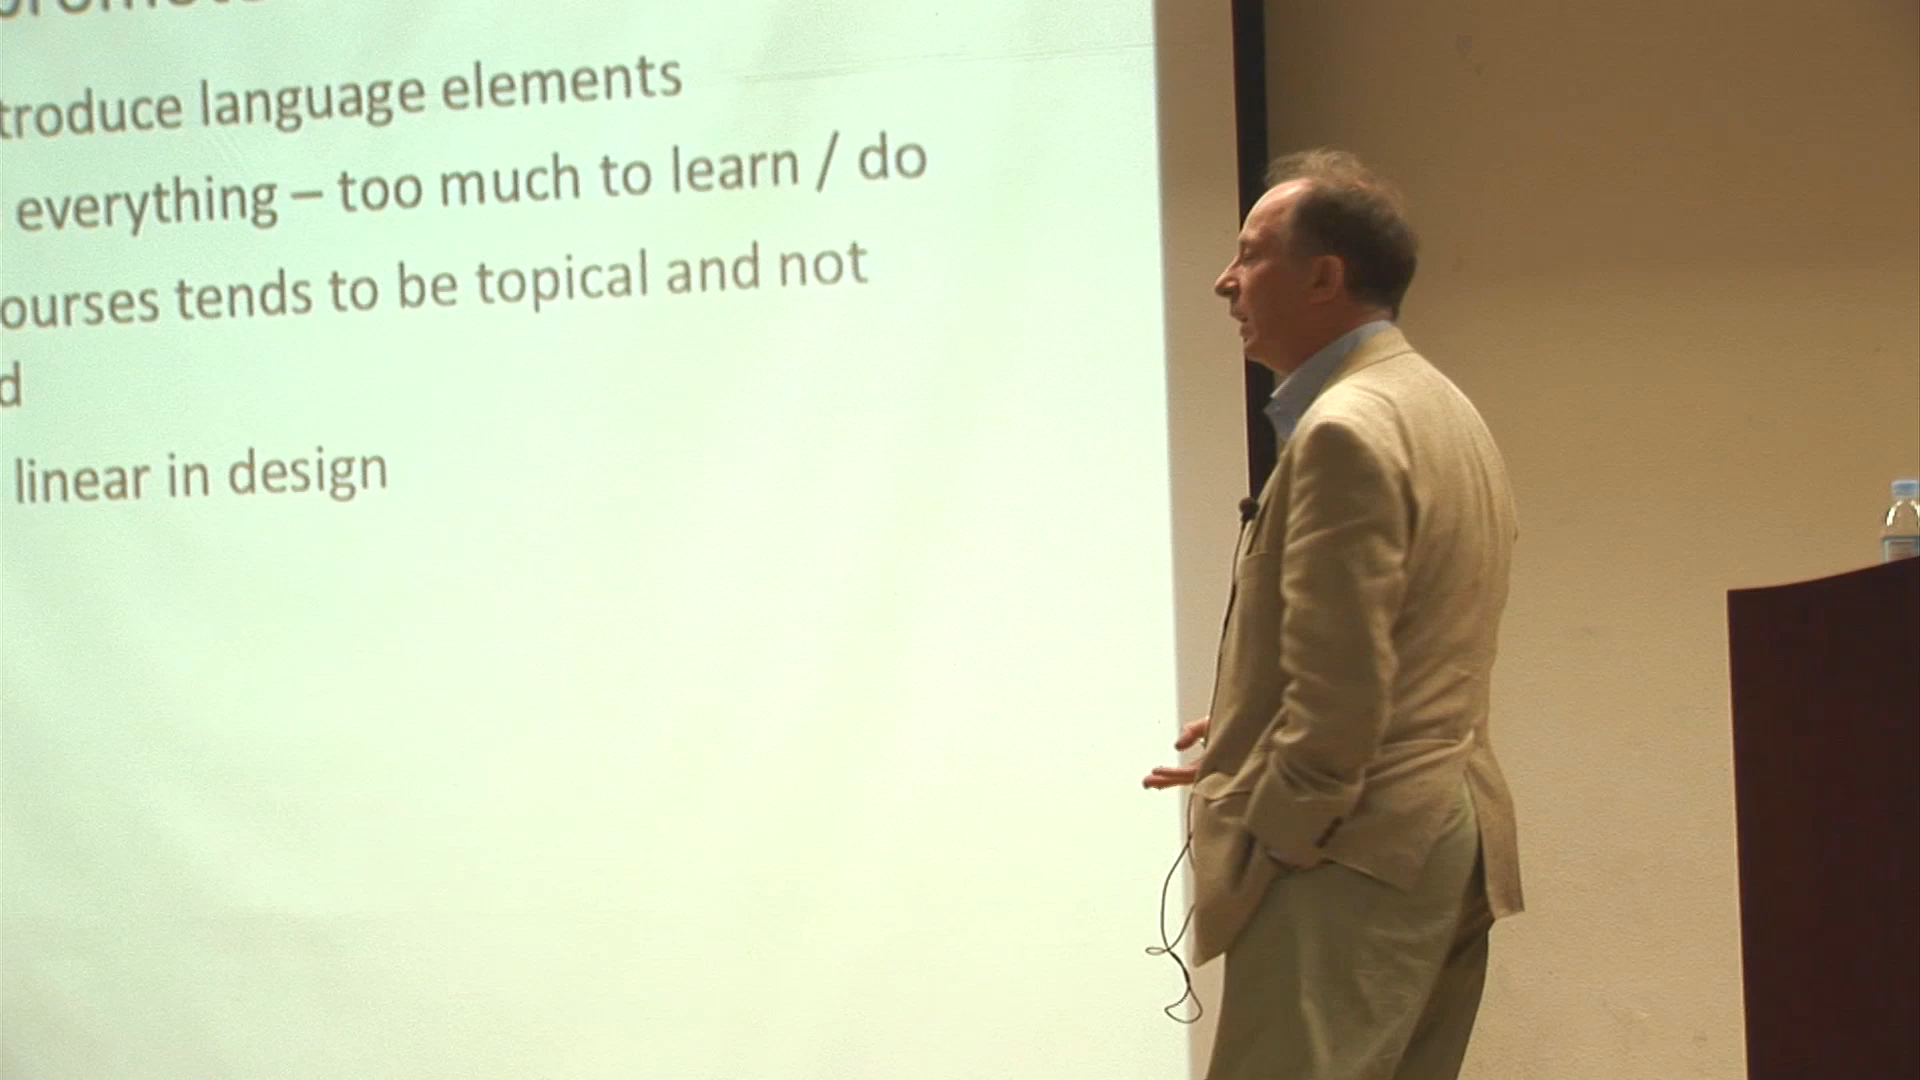 troduce language elements
everything – too much to learn / do
ourses tends to be topical and not
d
linear in design